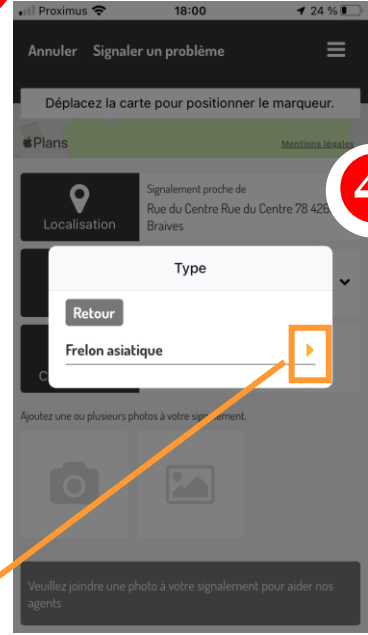 Proximus 18:00 24 %
Annuler Signaler un problème
Déplacez la carte pour positionner le marqueur.
Plans Mentions légales
Signalement proche de
Rue du Centre Rue du Centre 78
Braives
Localisation
4
Type
Retour
Frelon asiatique
C
Ajoutez une ou plusieurs photos à votre signalement.
Veuillez joindre une photo à votre signalement pour aider nos
agents